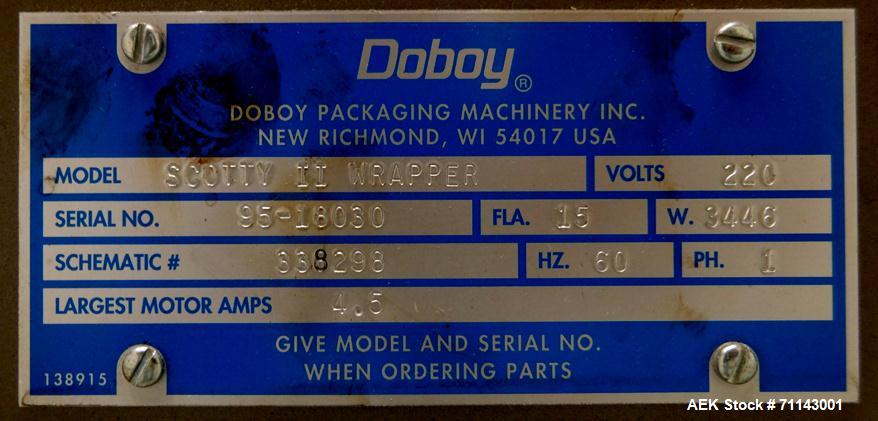 Doboy®
DOBOY PACKAGING MACHINERY INC.
NEW RICHMOND, WI 54017 USA
MODEL SCOTTY II WRAPPER VOLTS 220
SERIAL NO. 95-18030 FLA. 15 W. 3446
SCHEMATIC # 338298 HZ. 60 PH. 1
LARGEST MOTOR AMPS 4.5
GIVE MODEL AND SERIAL NO.
WHEN ORDERING PARTS
138915
AEK Stock # 71143001